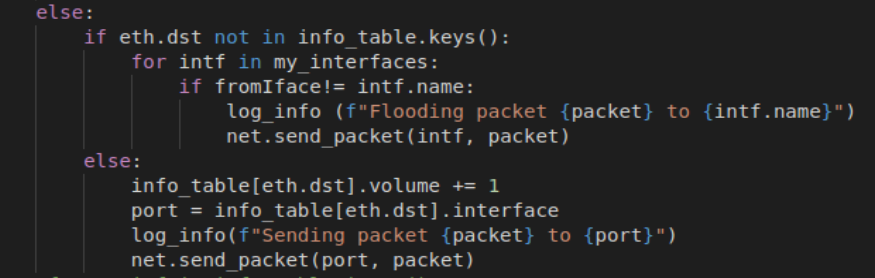 else:
if eth.dst not in info_table.keys():
for intf in my_interfaces:
if fromIface!= intf.name:
log_info (f"Flooding packet {packet} to {intf.name}")
net.send_packet(intf, packet)
else:
info_table[eth.dst].volume += 1
port = info_table[eth.dst].interface
log_info(f"Sending packet {packet} to {port}")
net.send_packet(port, packet)